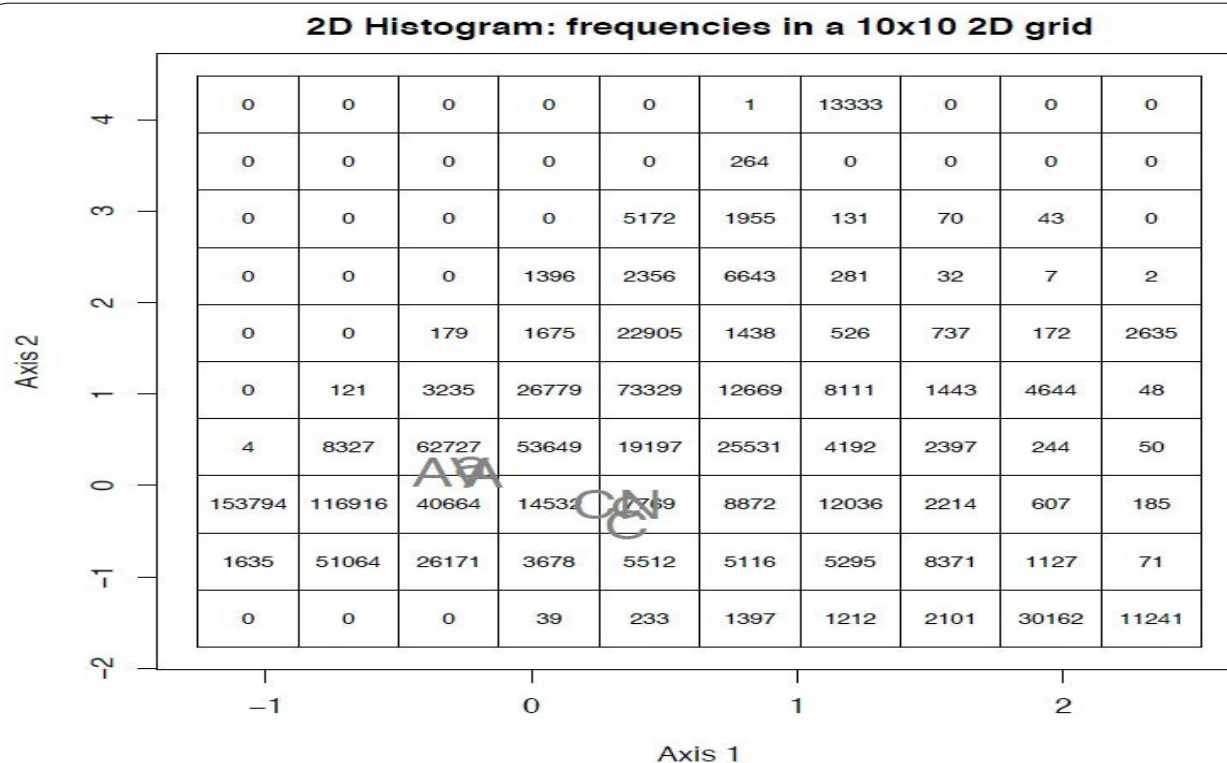 2D Histogram: frequencies in a 10x10 2D grid
4
0 0 0 0 0 1 13333 0 0 0
0 0 0 0 0 264 0 0 0 0
3
0 0 0 0 5172 1955 131 70 43 0
0 0 0 1396 2356 6643 281 32 7 2
2
0 0 179 1675 22905 1438 526 737 172 2635
Axis 2
1
0 121 3235 26779 73329 12669 8111 1443 4644 48
4 8327 62727 53649 19197 25531 4192 2397 244 50
0
153794 116916 40664 14532 7769 8872 12036 2214 607 185
C N
C
-1
1635 51064 26171 3678 5512 5116 5295 8371 1127 71
0 0 0 39 233 1397 1212 2101 30162 11241
-2
−1 0 1 2
Axis 1